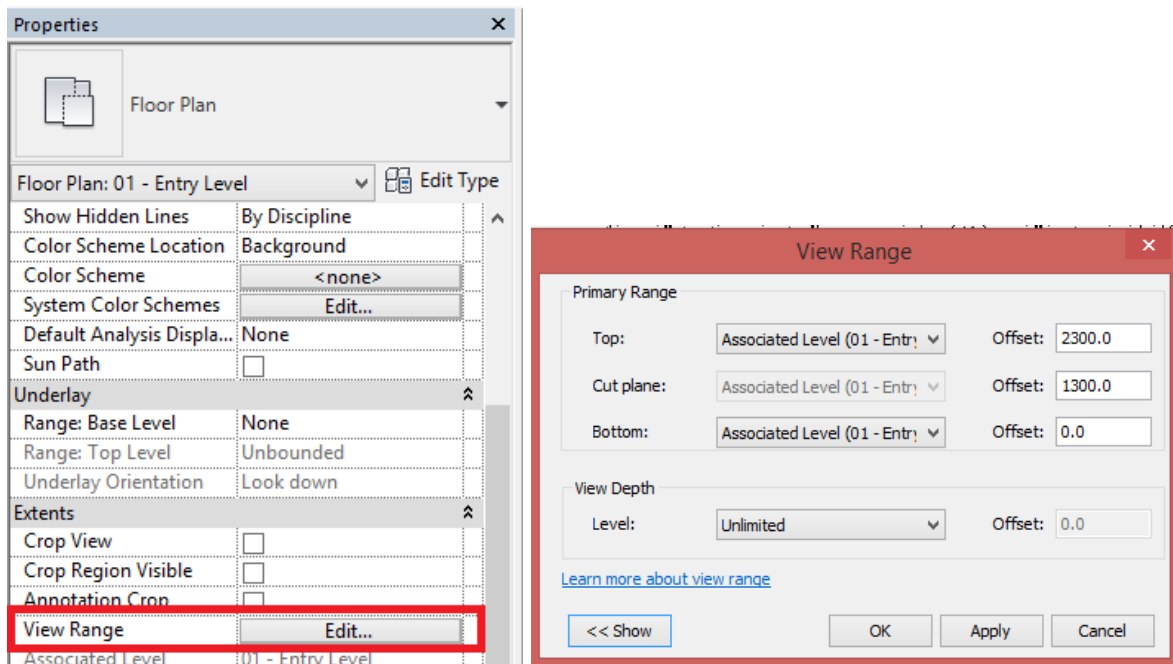 Properties
Floor Plan
Floor Plan: 01 - Entry Level
Edit Type
Show Hidden Lines By Discipline
Color Scheme Location Background
Color Scheme <none>
System Color Schemes Edit...
Default Analysis Displa... None
Sun Path
Underlay
Range: Base Level None
Range: Top Level Unbounded
Underlay Orientation Look down
Extents
Crop View
Crop Region Visible
Annotation Crop
View Range Edit...
Associated Level 01 - Entry Level
View Range
Primary Range
Top: Associated Level (01 - Entry Offset: 2300.0
Cut plane: Associated Level (01 - Entry Offset: 1300.0
Bottom: Associated Level (01 - Entry Offset: 0.0
View Depth
Level: Unlimited Offset: 0.0
Learn more about view range
<< Show OK Apply Cancel